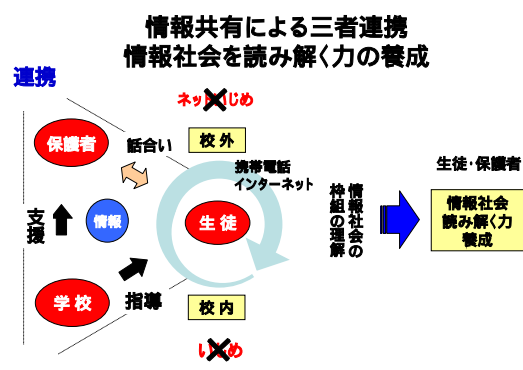 情報共有による三者連携
情報社会を読み解く力の養成
連携
ネットいじめ
保護者
話合い
校外
携帯電話
インターネット
生徒・保護者
支援
情報
生徒
情報社会の
枠組の理解
情報社会
読み解く力
養成
学校
指導
校内
いじめ